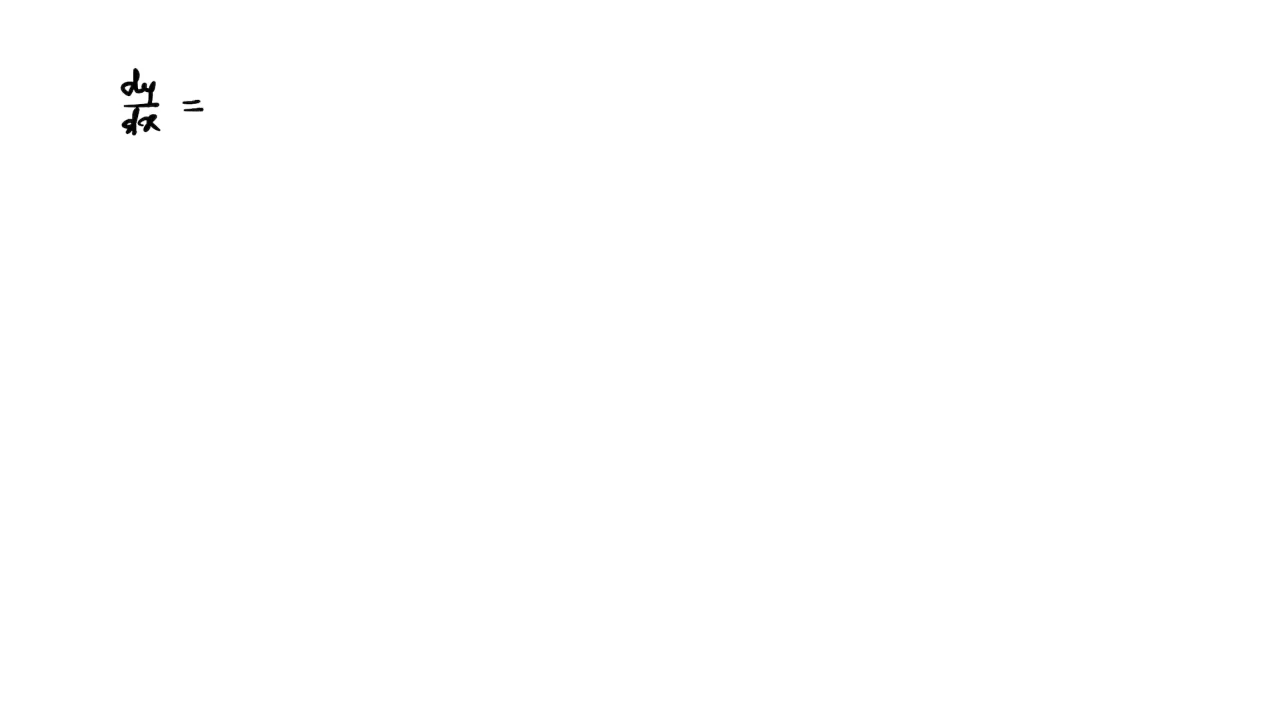 dy/dx =